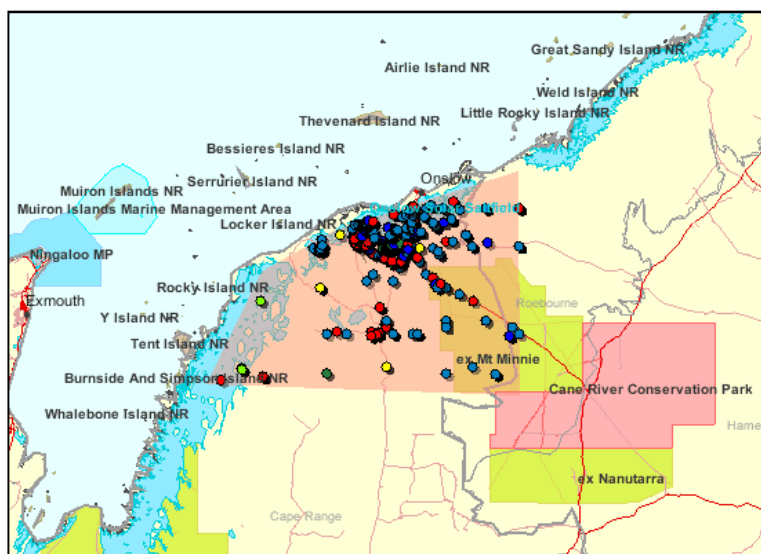 Great Sandy Island NR
Airlie Island NR
Weld Island NR
Little Rocky Island NR
Thevenard Island NR
Bessieres Island NR
Onslow
Serrurier Island NR
Muiron Islands NR
Muiron Islands Marine Management Area
Locker Island NR
Ningaloo MP
Rocky Island NR
Exmouth
Roebourne
Y Island NR
Tent Island NR
ex Mt Minnie
Burnside And Simpson Island NR
Cane River Conservation Park
Whalebone Island NR
Hame
ex Nanutarra
Cape Range